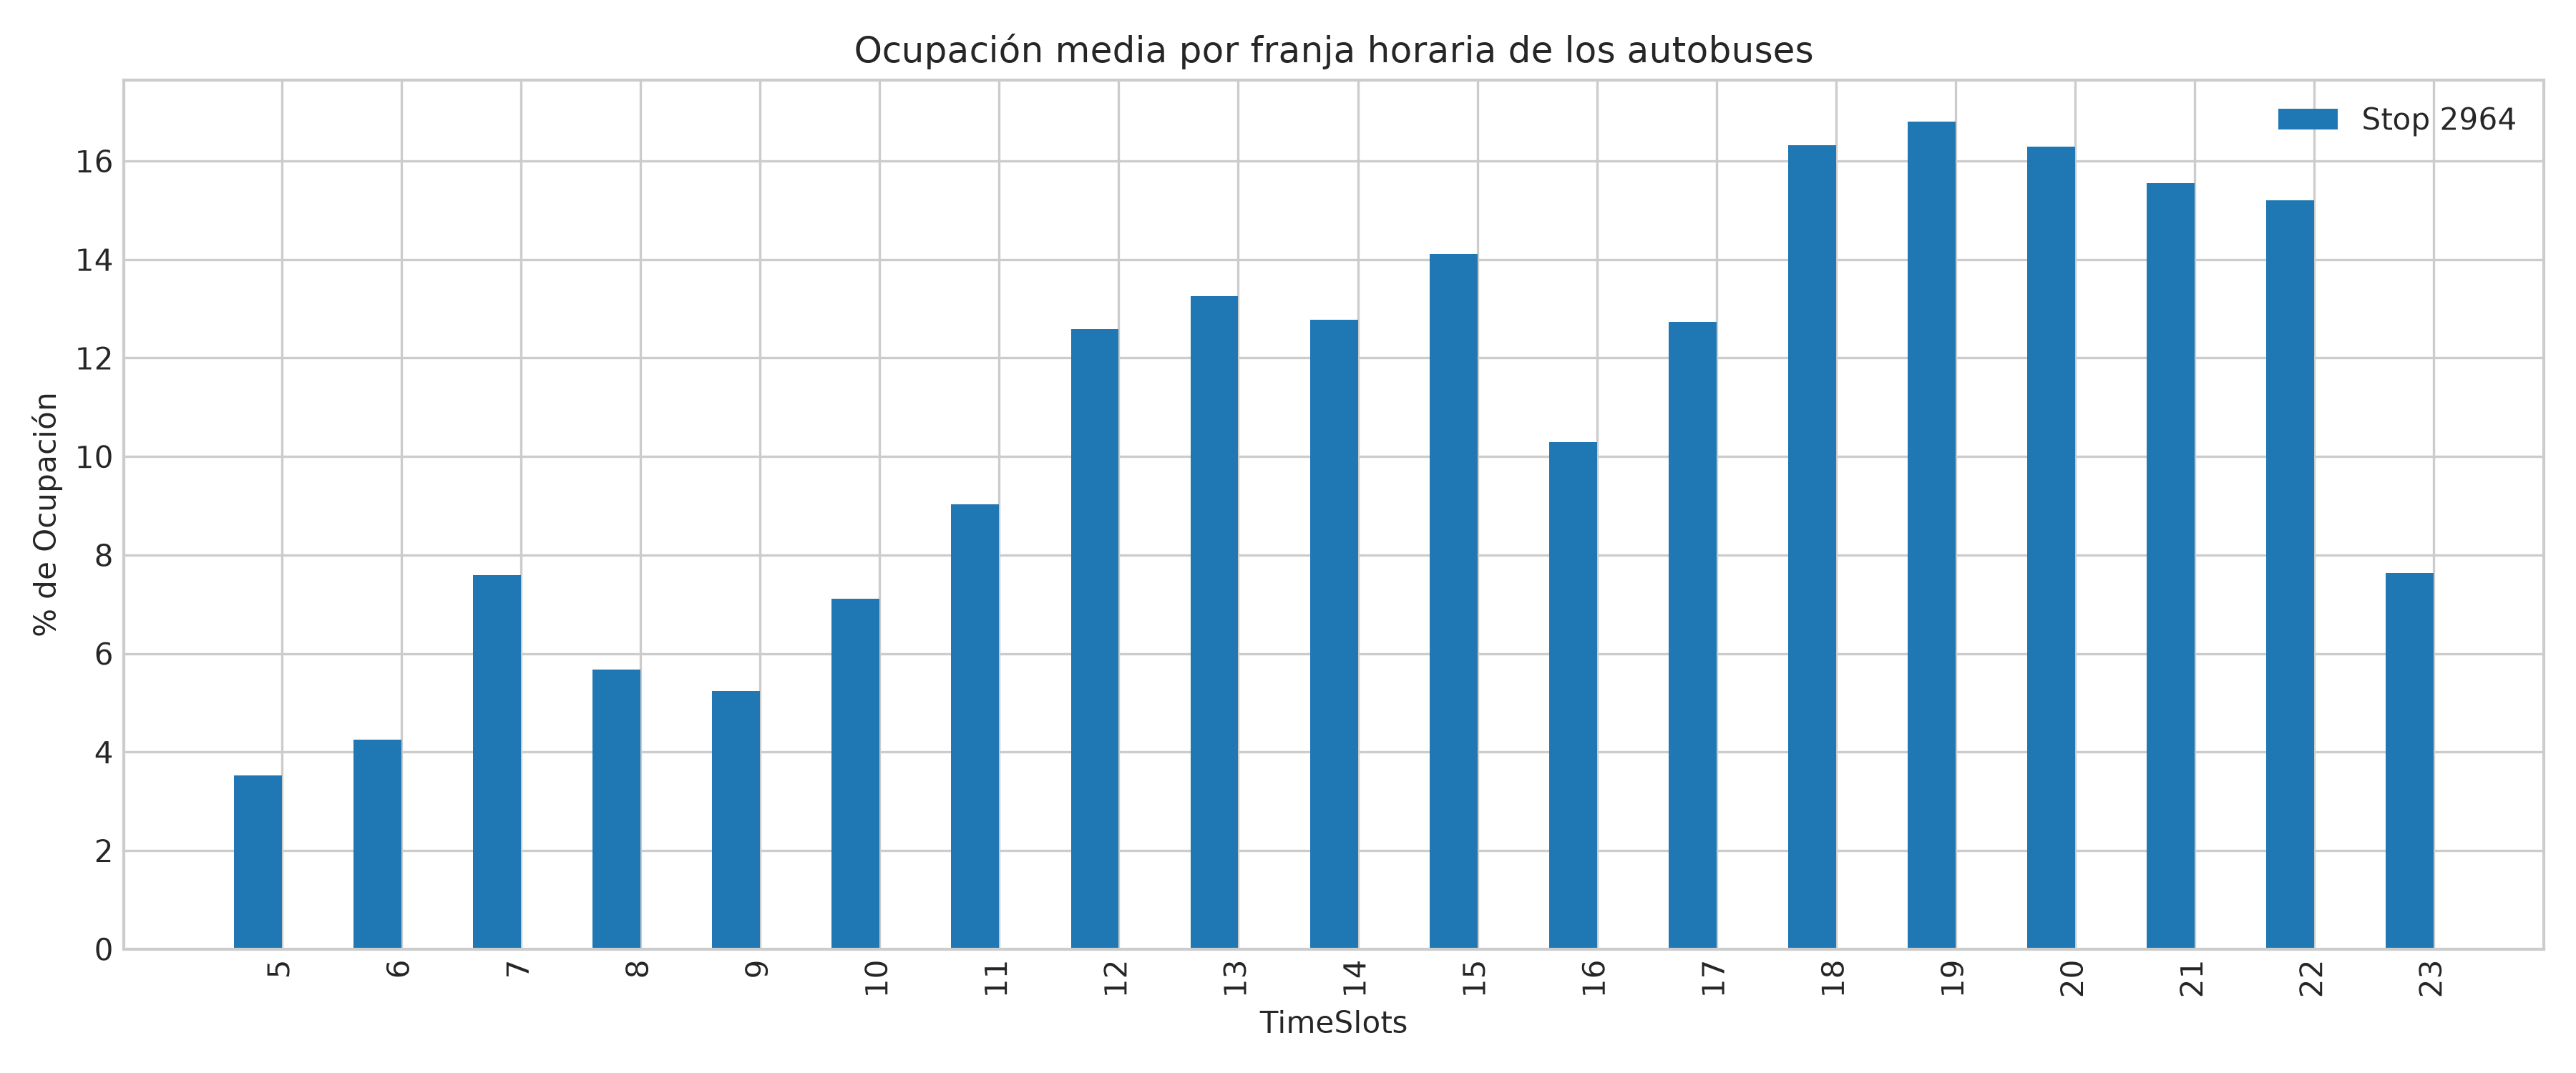 Ocupación media por franja horaria de los autobuses
Stop 2964
% de Ocupación
16
14
12
10
8
6
4
2
0
5 6 7 8 9 10 11 12 13 14 15 16 17 18 19 20 21 22 23
TimeSlots